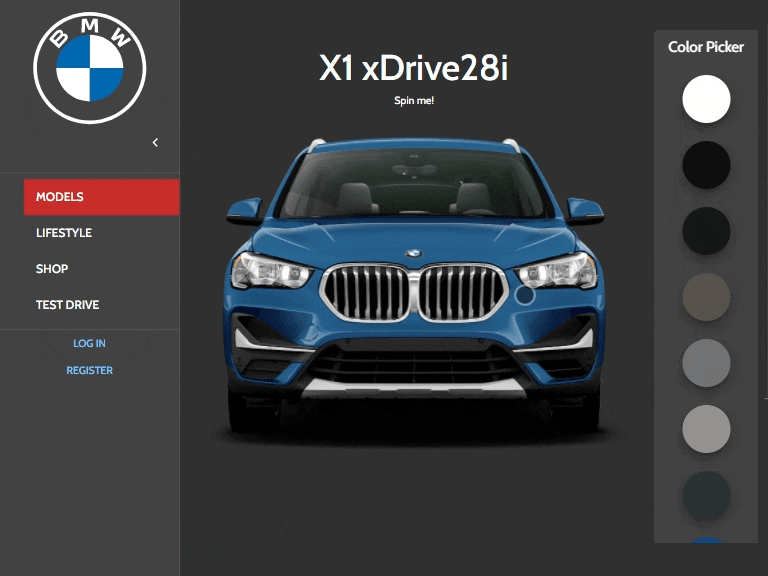 BMW
X1 xDrive28i
Spin me!
Color Picker
MODELS
LIFESTYLE
SHOP
TEST DRIVE
LOG IN
REGISTER